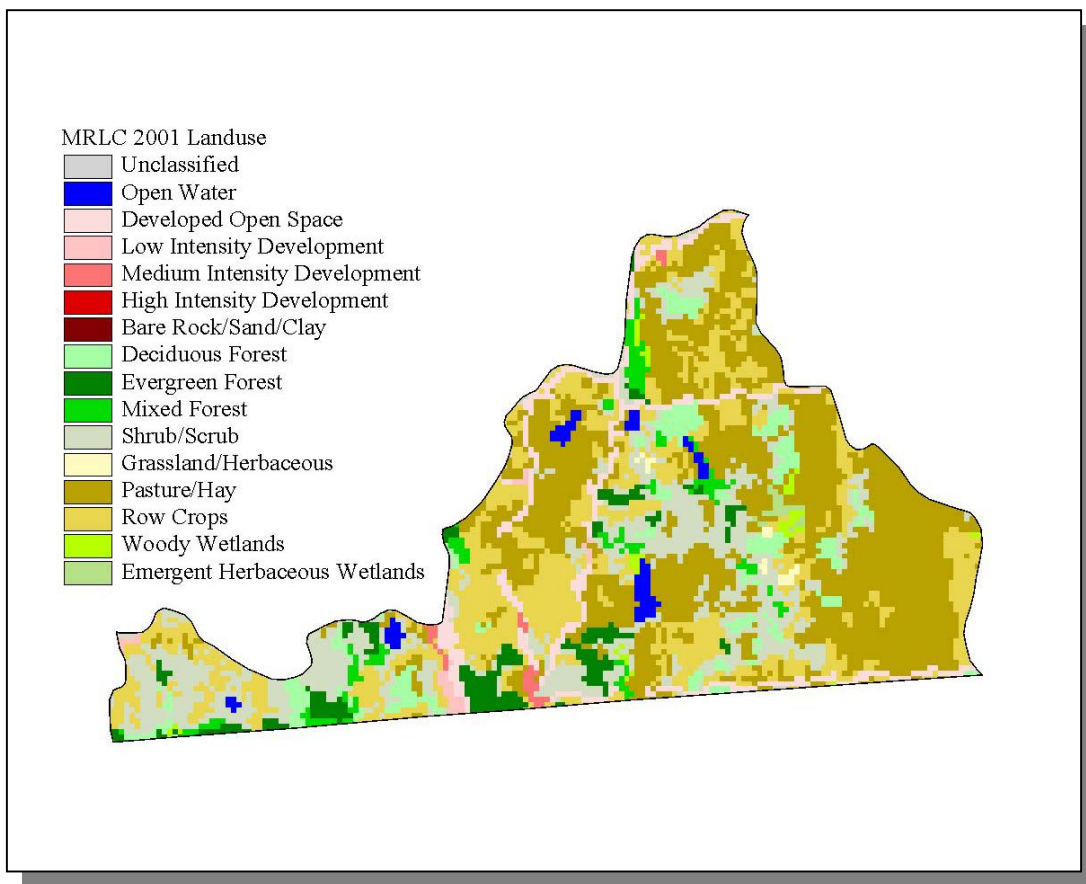 MRLC 2001 Landuse
Unclassified
Open Water
Developed Open Space
Low Intensity Development
Medium Intensity Development
High Intensity Development
Bare Rock/Sand/Clay
Deciduous Forest
Evergreen Forest
Mixed Forest
Shrub/Scrub
Grassland/Herbaceous
Pasture/Hay
Row Crops
Woody Wetlands
Emergent Herbaceous Wetlands